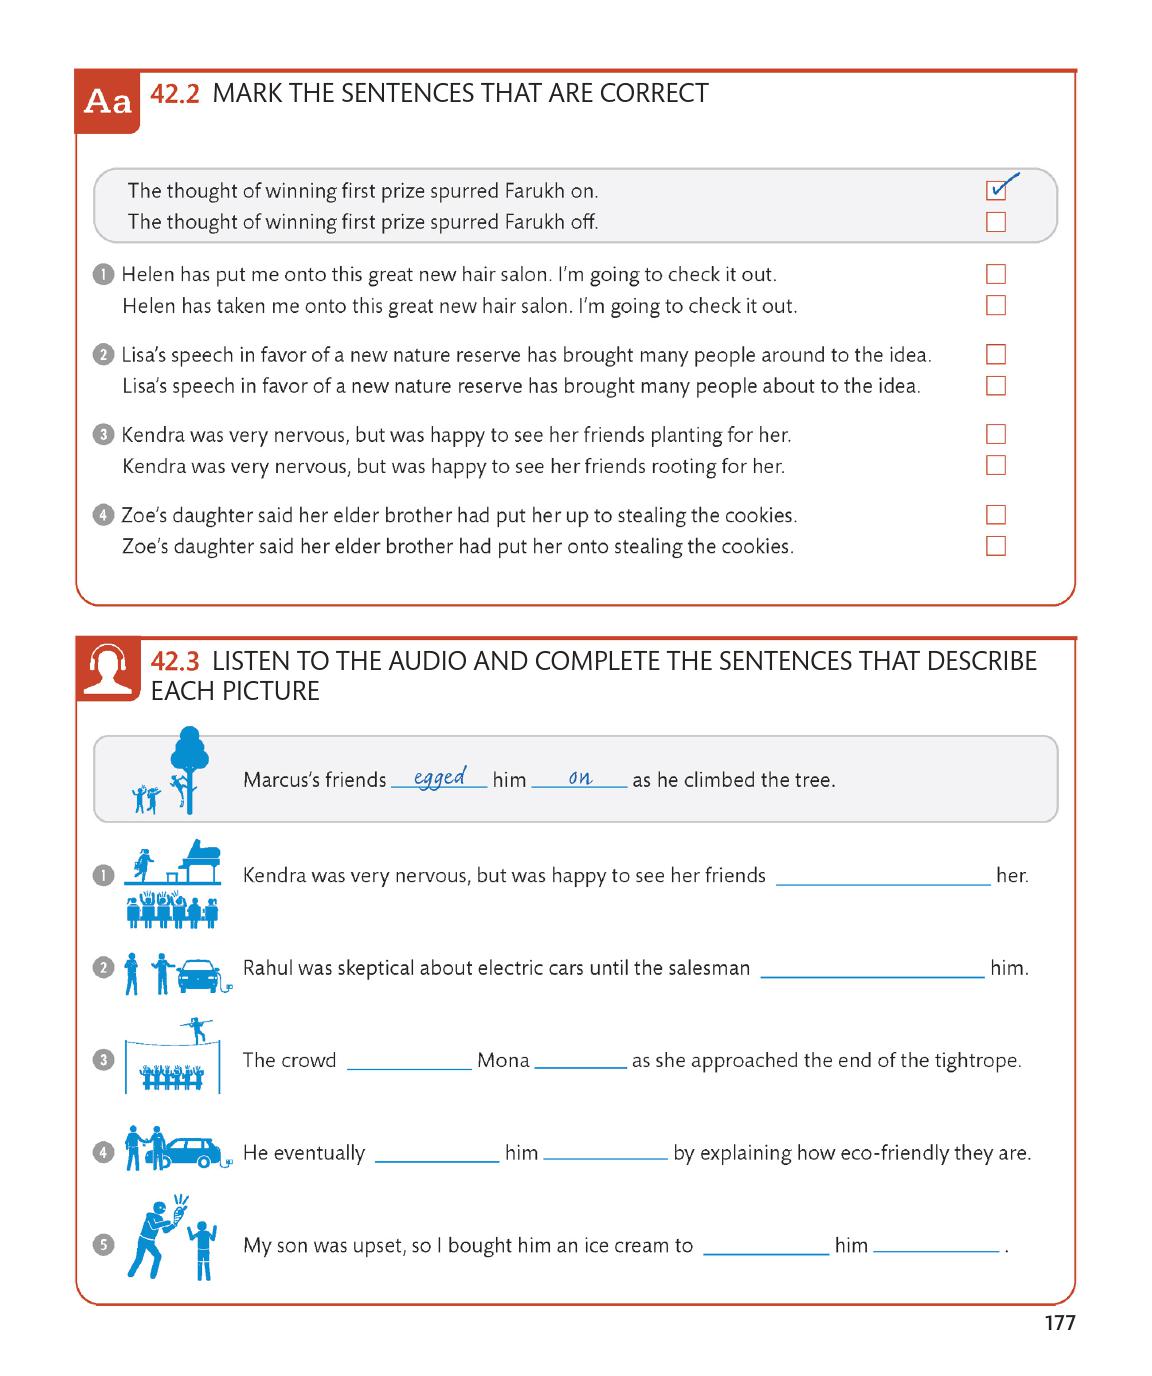 Aa 42.2 MARK THE SENTENCES THAT ARE CORRECT
The thought of winning first prize spurred Farukh on.
The thought of winning first prize spurred Farukh off.
1 Helen has put me onto this great new hair salon. I'm going to check it out.
Helen has taken me onto this great new hair salon. I'm going to check it out.
2 Lisa's speech in favor of a new nature reserve has brought many people around to the idea.
Lisa's speech in favor of a new nature reserve has brought many people about to the idea.
3 Kendra was very nervous, but was happy to see her friends planting for her.
Kendra was very nervous, but was happy to see her friends rooting for her.
4 Zoe's daughter said her elder brother had put her up to stealing the cookies.
Zoe's daughter said her elder brother had put her onto stealing the cookies.
42.3 LISTEN TO THE AUDIO AND COMPLETE THE SENTENCES THAT DESCRIBE
EACH PICTURE
Marcus's friends egged him on as he climbed the tree.
1 Kendra was very nervous, but was happy to see her friends ____ her.
2 Rahul was skeptical about electric cars until the salesman ____ him.
3 The crowd ____ Mona ____ as she approached the end of the tightrope.
4 He eventually ____ him ____ by explaining how eco-friendly they are.
5 My son was upset, so I bought him an ice cream to ____ him ____ .
177